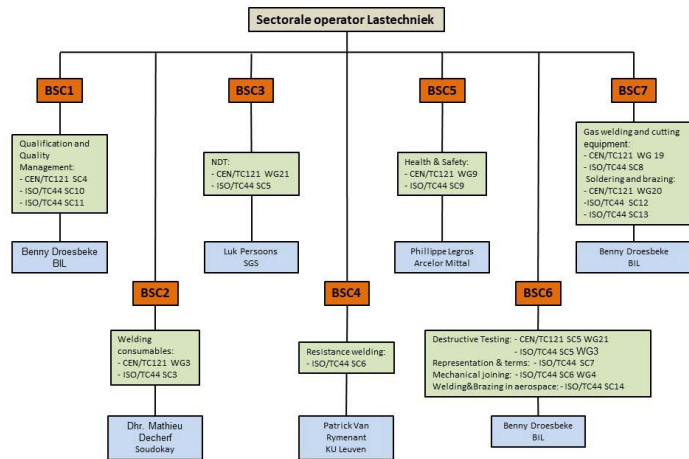 Sectorale operator Lastechniek
BSC1
Qualification and
Quality
Management:
- CEN/TC121 SC4
- ISO/TC44 SC10
- ISO/TC44 SC11
Benny Droesbeke
BIL
BSC2
Welding
consumables:
- CEN/TC121 WG3
- ISO/TC44 SC3
Dhr. Mathieu
Decherf
Soudokay
BSC3
NDT:
- CEN/TC121 WG21
- ISO/TC44 SC5
Luk Persoons
SGS
BSC4
Resistance welding:
- ISO/TC44 SC6
Patrick Van
Rymenant
KU Leuven
BSC5
Health & Safety:
- CEN/TC121 WG9
- ISO/TC44 SC9
Phillippe Legros
Arcelor Mittal
BSC6
Destructive Testing: - CEN/TC121 SC5 WG21
- ISO/TC44 SC5 WG3
Representation & terms: - ISO/TC44 SC7
Mechanical joining: - ISO/TC44 SC6 WG4
Welding&Brazing in aerospace: - ISO/TC44 SC14
Benny Droesbeke
BIL
BSC7
Gas welding and cutting
equipment:
- CEN/TC121 WG 19
- ISO/TC44 SC8
Soldering and brazing:
- CEN/TC121 WG20
-ISO/TC44 SC12
- ISO/TC44 SC13
Benny Droesbeke
BIL